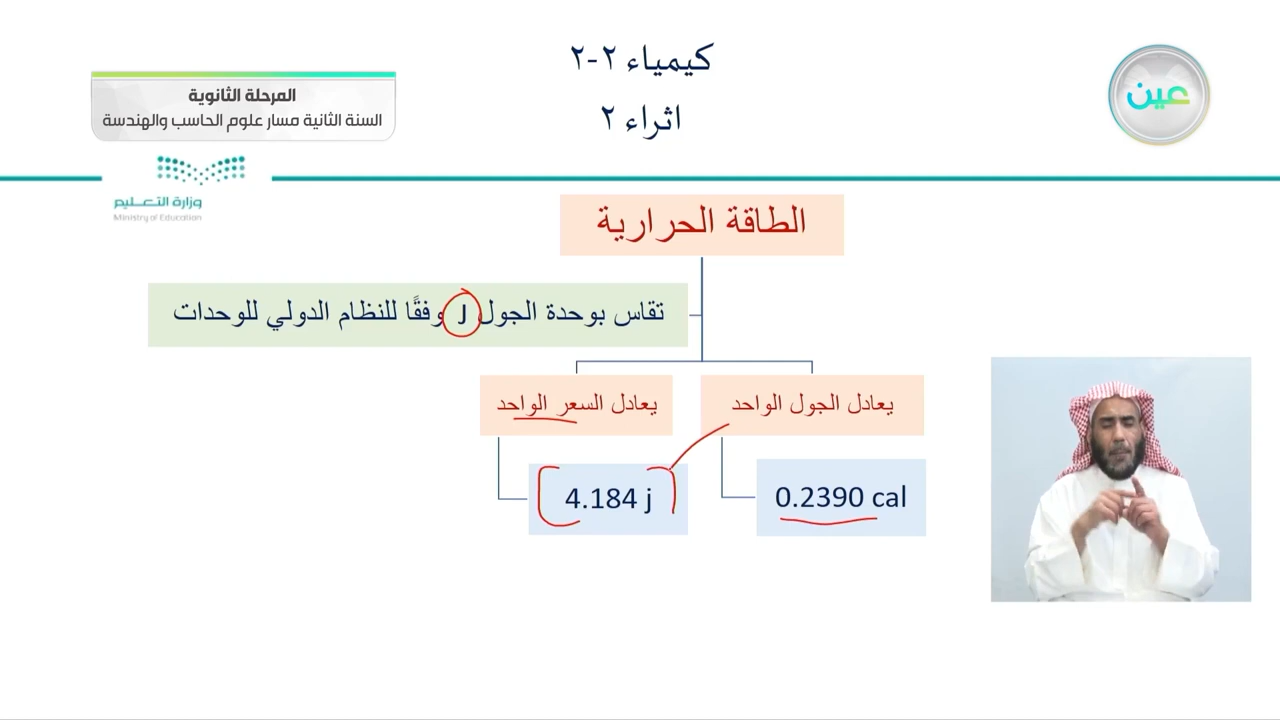 كيمياء ٢-٢
اثراء ٢
عين
المرحلة الثانوية
السنة الثانية مسار علوم الحاسب والهندسة
وزارة التعـليم
Ministry of Education
الطاقة الحرارية
تقاس بوحدة الجول J وفقًا للنظام الدولي للوحدات
يعادل الجول الواحد
0.2390 cal
يعادل السعر الواحد
4.184 j